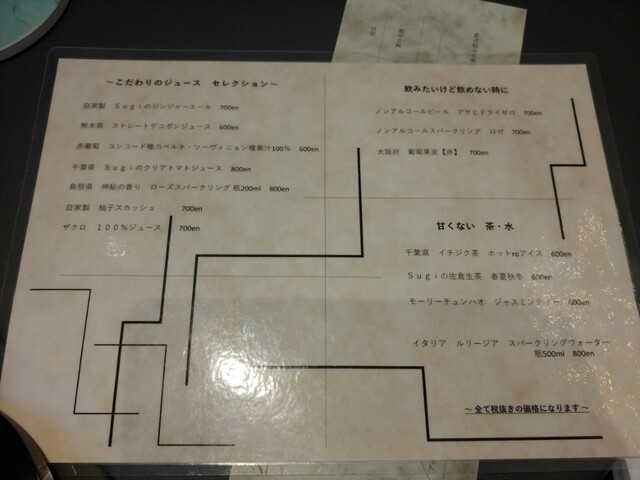 ～こだわりのジュース　セレクション～
自家製　Ｓｕｇｉのジンジャーエール　700en
熊本県　ストレートデコポンジュース　600en
赤葡萄　コンコード種カベルネ・ソーヴィニョン種果汁100％　600en
千葉県　Ｓｕｇｉのクリアトマトジュース　800en
島根県　神秘の香り　ローズスパークリング 瓶200ml　800en
自家製　柚子スカッシュ　700en
ザクロ　１００％ジュース　700en
飲みたいけど飲めない時に
ノンアルコールビール　アサヒドライゼロ　700en
ノンアルコールスパークリング　ロゼ　700en
大阪府　葡萄果皮【赤】　700en
甘くない　茶・水
千葉県　イチジク茶　ホットroアイス　600en
Ｓｕｇｉの佐倉生茶　春夏秋冬　600en
モーリーチュンハオ　ジャスミンティー　600en
イタリア　ルリージア　スパークリングウォーター
瓶500ml　800en
～全て税抜きの価格になります～